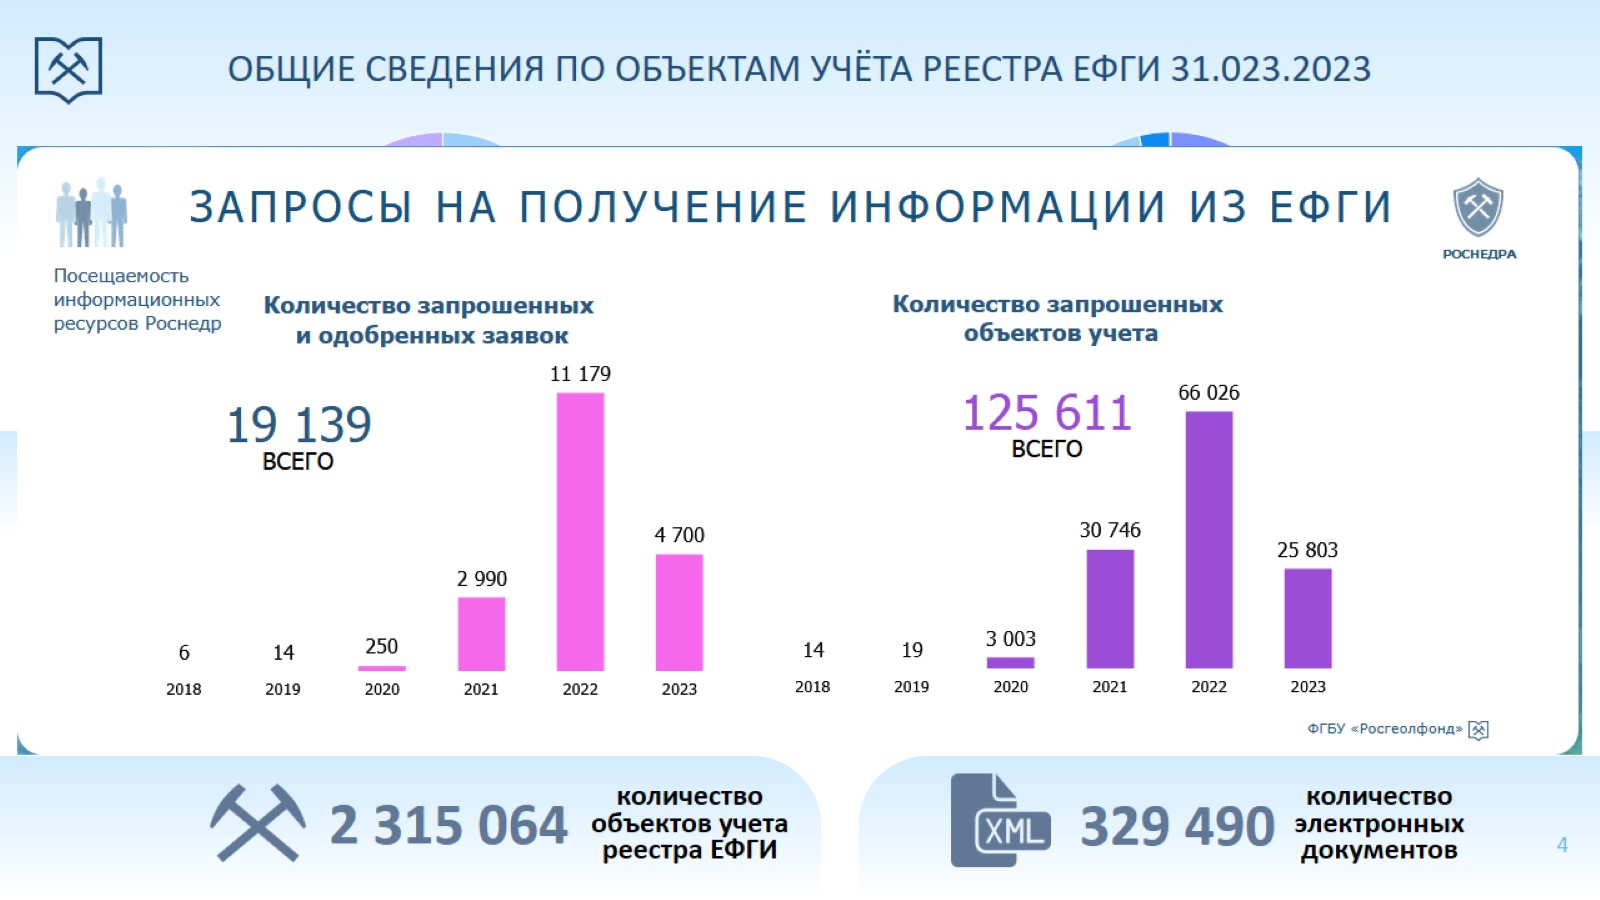 ОБЩИЕ СВЕДЕНИЯ ПО ОБЪЕКТАМ УЧЁТА РЕЕСТРА ЕФГИ 31.023.2023
ЗАПРОСЫ НА ПОЛУЧЕНИЕ ИНФОРМАЦИИ ИЗ ЕФГИ
РОСНЕДРА
Посещаемость
информационных
ресурсов Роснедр
Количество запрошенных
и одобренных заявок
19 139
ВСЕГО
6
14
250
2 990
11 179
4 700
2018
2019
2020
2021
2022
2023
Количество запрошенных
объектов учета
125 611
ВСЕГО
14
19
3 003
30 746
66 026
25 803
2018
2019
2020
2021
2022
2023
ФГБУ «Росгеолфонд»
2 315 064
количество
объектов учета
реестра ЕФГИ
XML
329 490
количество
электронных
документов
4